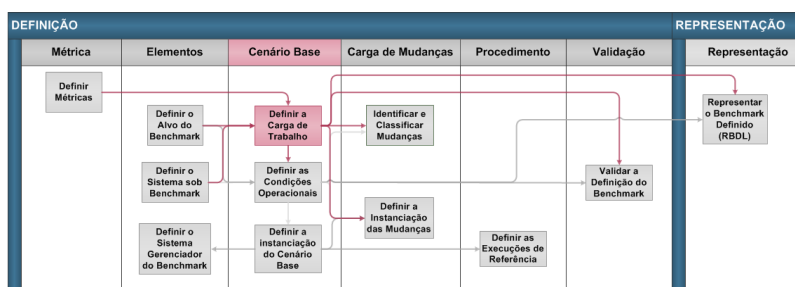 DEFINIÇÃO
REPRESENTAÇÃO
Métrica
Elementos
Cenário Base
Carga de Mudanças
Procedimento
Validação
Representação
Definir
Métricas
Definir o
Alvo do
Benchmark
Definir a
Carga de
Trabalho
Identificar e
Classificar
Mudanças
Representar
o Benchmark
Definido
(RBDL)
Definir o
Sistema sob
Benchmark
Definir as
Condições
Operacionais
Validar a
Definição do
Benchmark
Definir a
Instanciação
das Mudanças
Definir o
Sistema
Gerenciador
do Benchmark
Definir a
instanciação
do Cenário
Base
Definir as
Execuções de
Referência